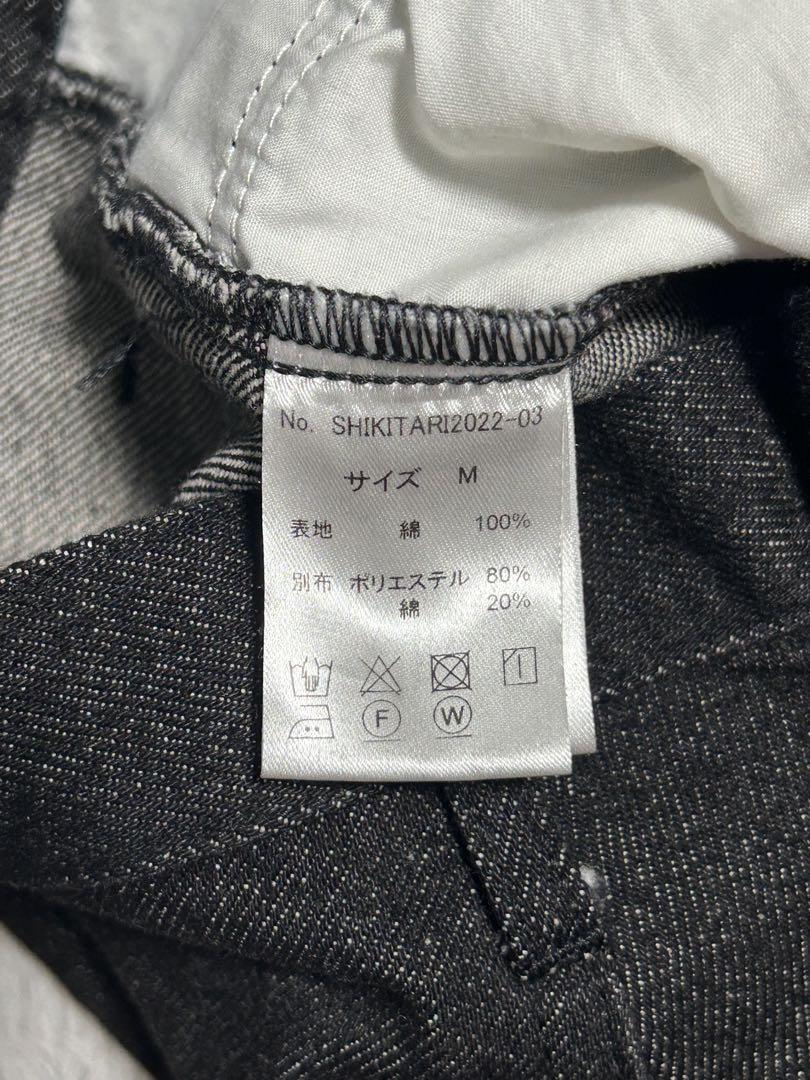 No. SHIKITARI2022-03
サイズ M
表地 綿 100%
別布 ポリエステル 80%
綿 20%
F W